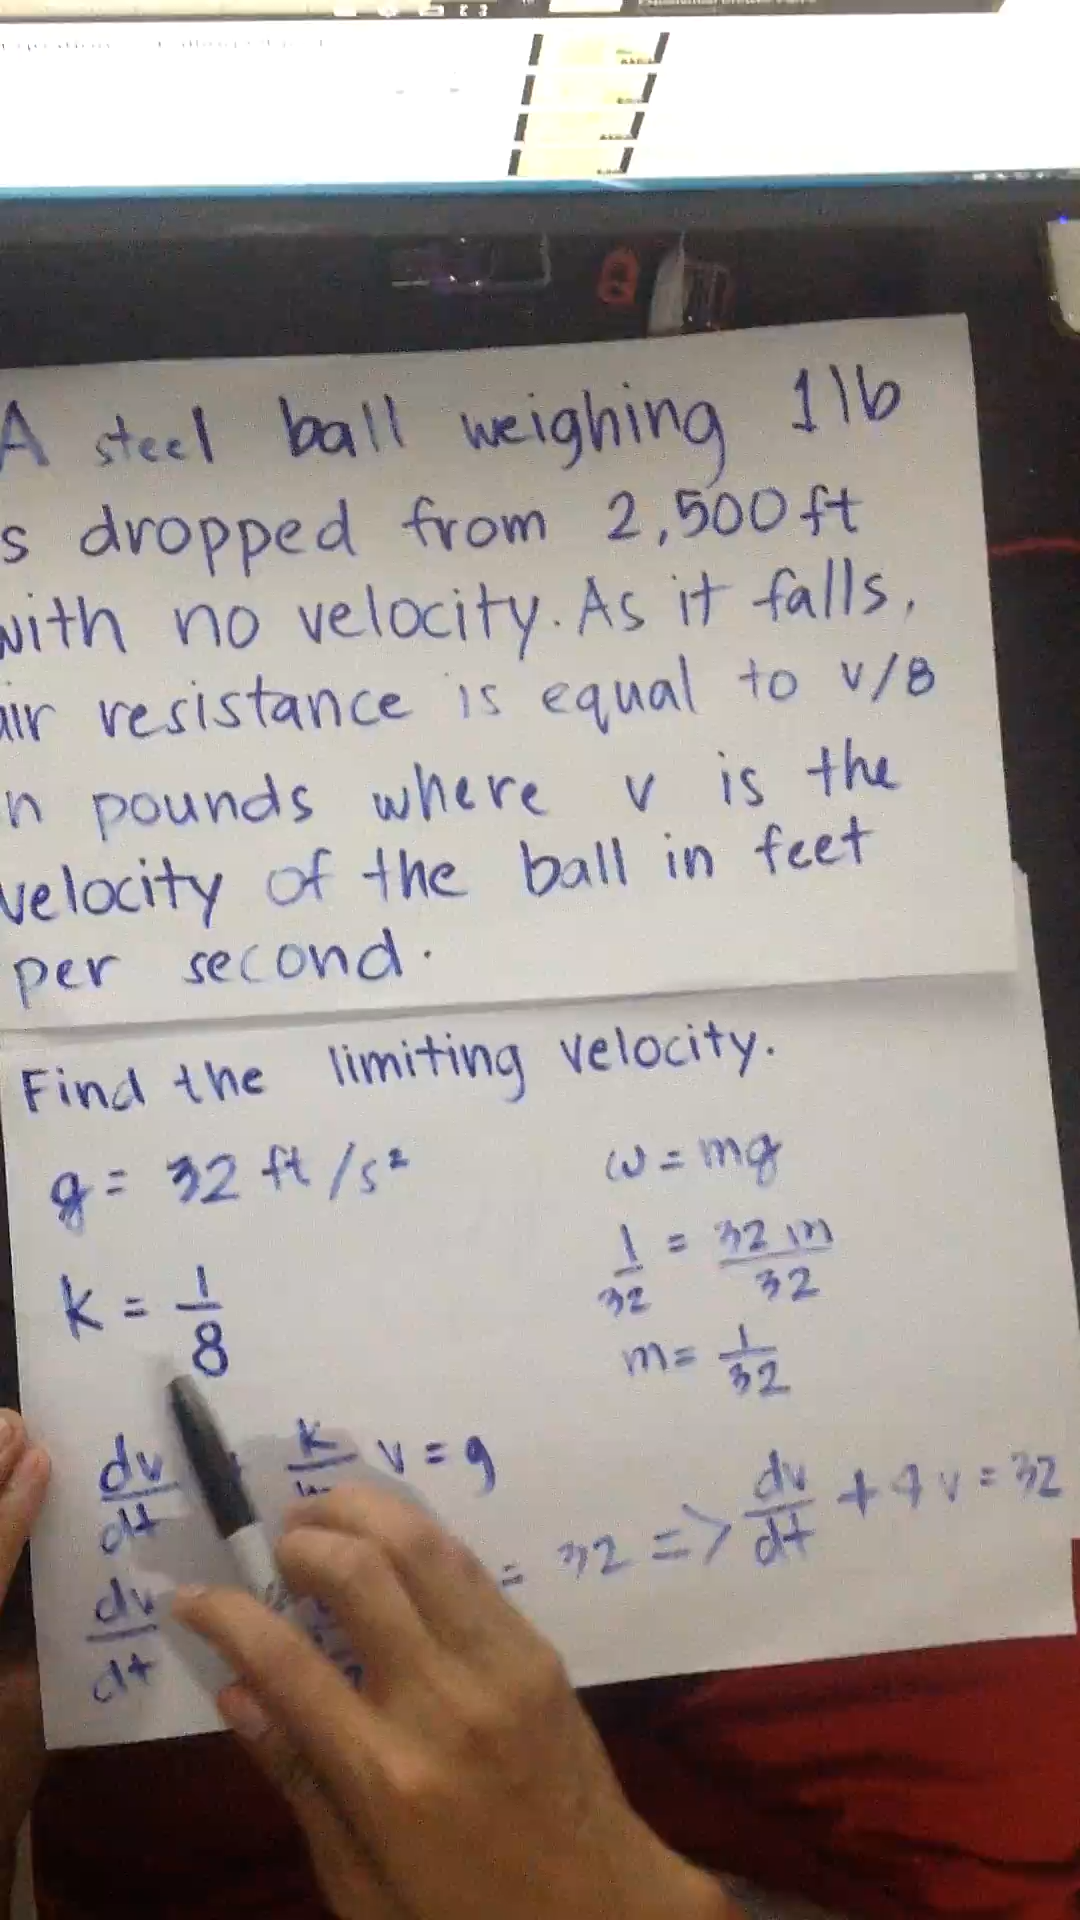 A steel ball weighing 1lb
s dropped from 2,500 ft
with no velocity. As it falls,
air resistance is equal to v/8
n pounds where v is the
velocity of the ball in feet
per second.
Find the limiting velocity.
g = 32 ft/s²
w = mg
1/32 = 32m/32
k = 1/8
m = 1/32
dv/dt k v = g
dv/dt = 32 => dv/dt + 4v = 32